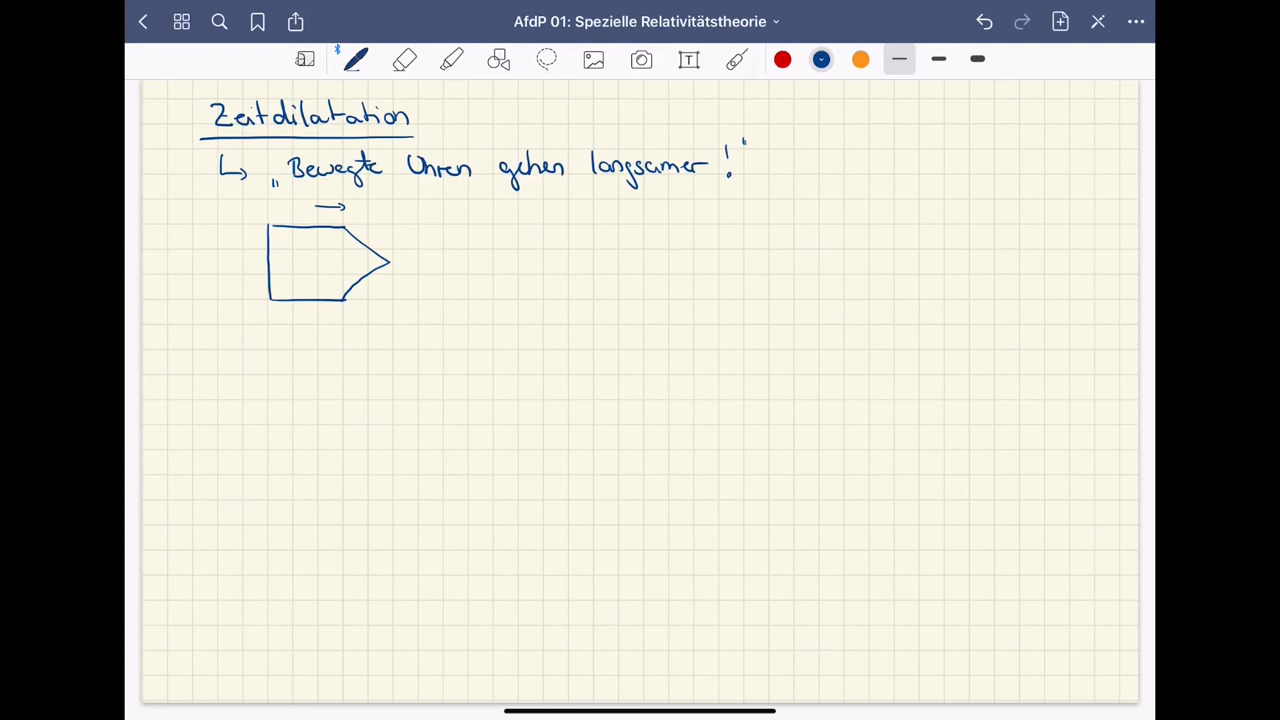 AfdP 01: Spezielle Relativitätstheorie
T
Zeitdilatation
↳ „Bewegte Uhren gehen langsamer!"